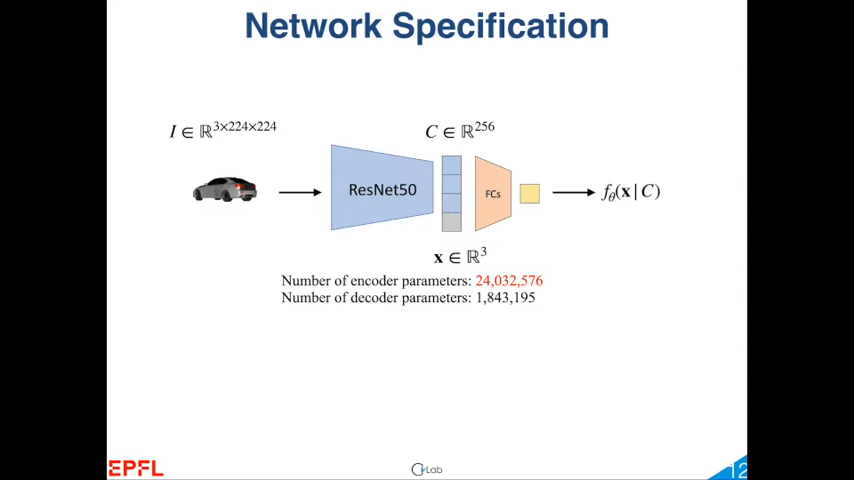 Network Specification
I ∈ ℝ^{3×224×224}
C ∈ ℝ^{256}
ResNet50
FCs
f_θ(x | C)
x ∈ ℝ^3
Number of encoder parameters: 24,032,576
Number of decoder parameters: 1,843,195
EPFL
CVLab
12